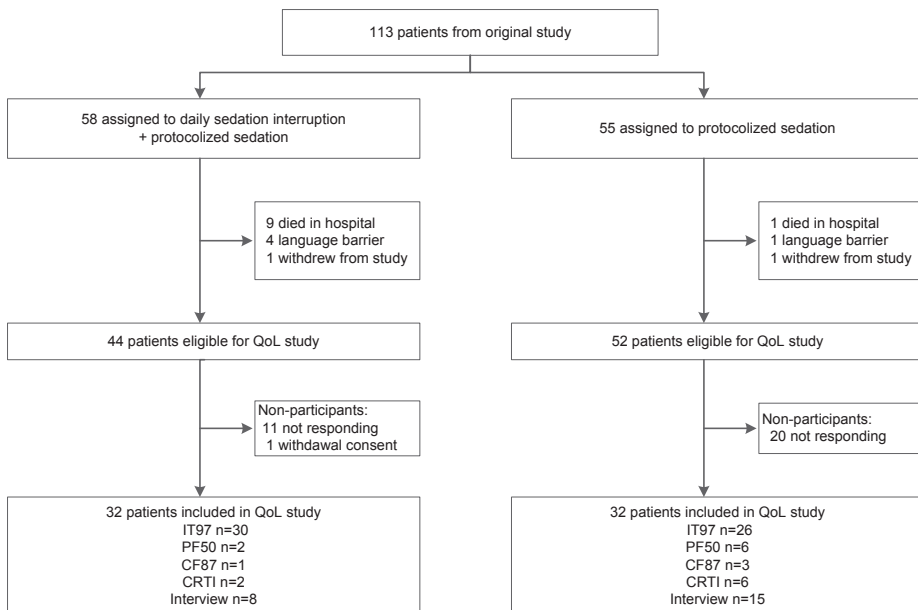 113 patients from original study
58 assigned to daily sedation interruption
+ protocolized sedation
55 assigned to protocolized sedation
9 died in hospital
4 language barrier
1 withdrew from study
1 died in hospital
1 language barrier
1 withdrew from study
44 patients eligible for QoL study
52 patients eligible for QoL study
Non-participants:
11 not responding
1 withdawal consent
Non-participants:
20 not responding
32 patients included in QoL study
IT97 n=30
PF50 n=2
CF87 n=1
CRTI n=2
Interview n=8
32 patients included in QoL study
IT97 n=26
PF50 n=6
CF87 n=3
CRTI n=6
Interview n=15